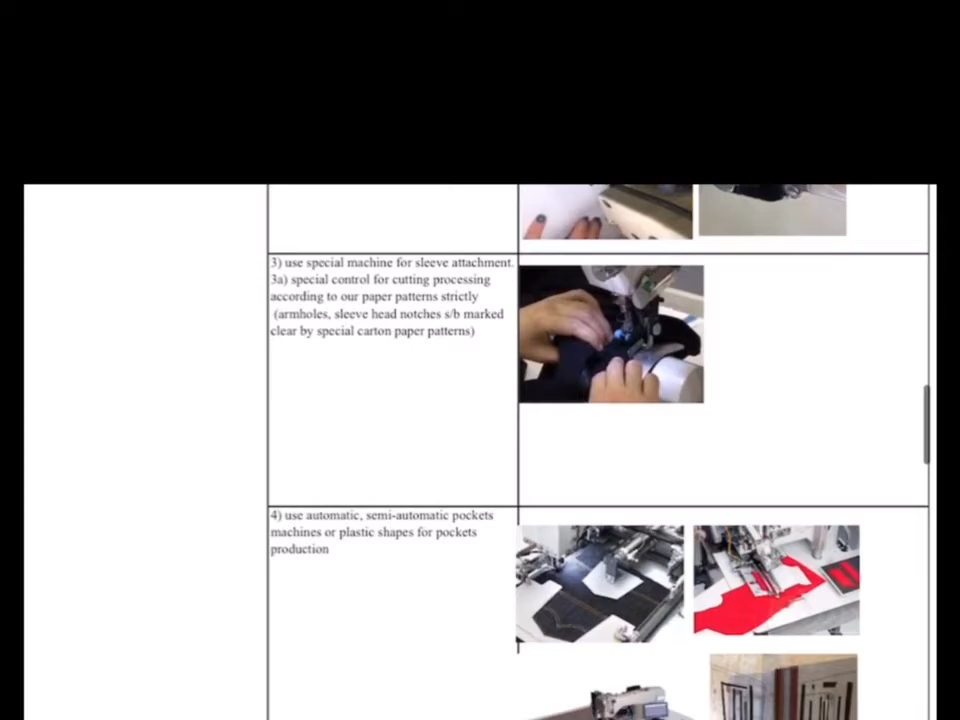 3) use special machine for sleeve attachment.
3a) special control for cutting processing
according to our paper patterns strictly
(armholes, sleeve head notches s/b marked
clear by special carton paper patterns)
4) use automatic, semi-automatic pockets
machines or plastic shapes for pockets
production